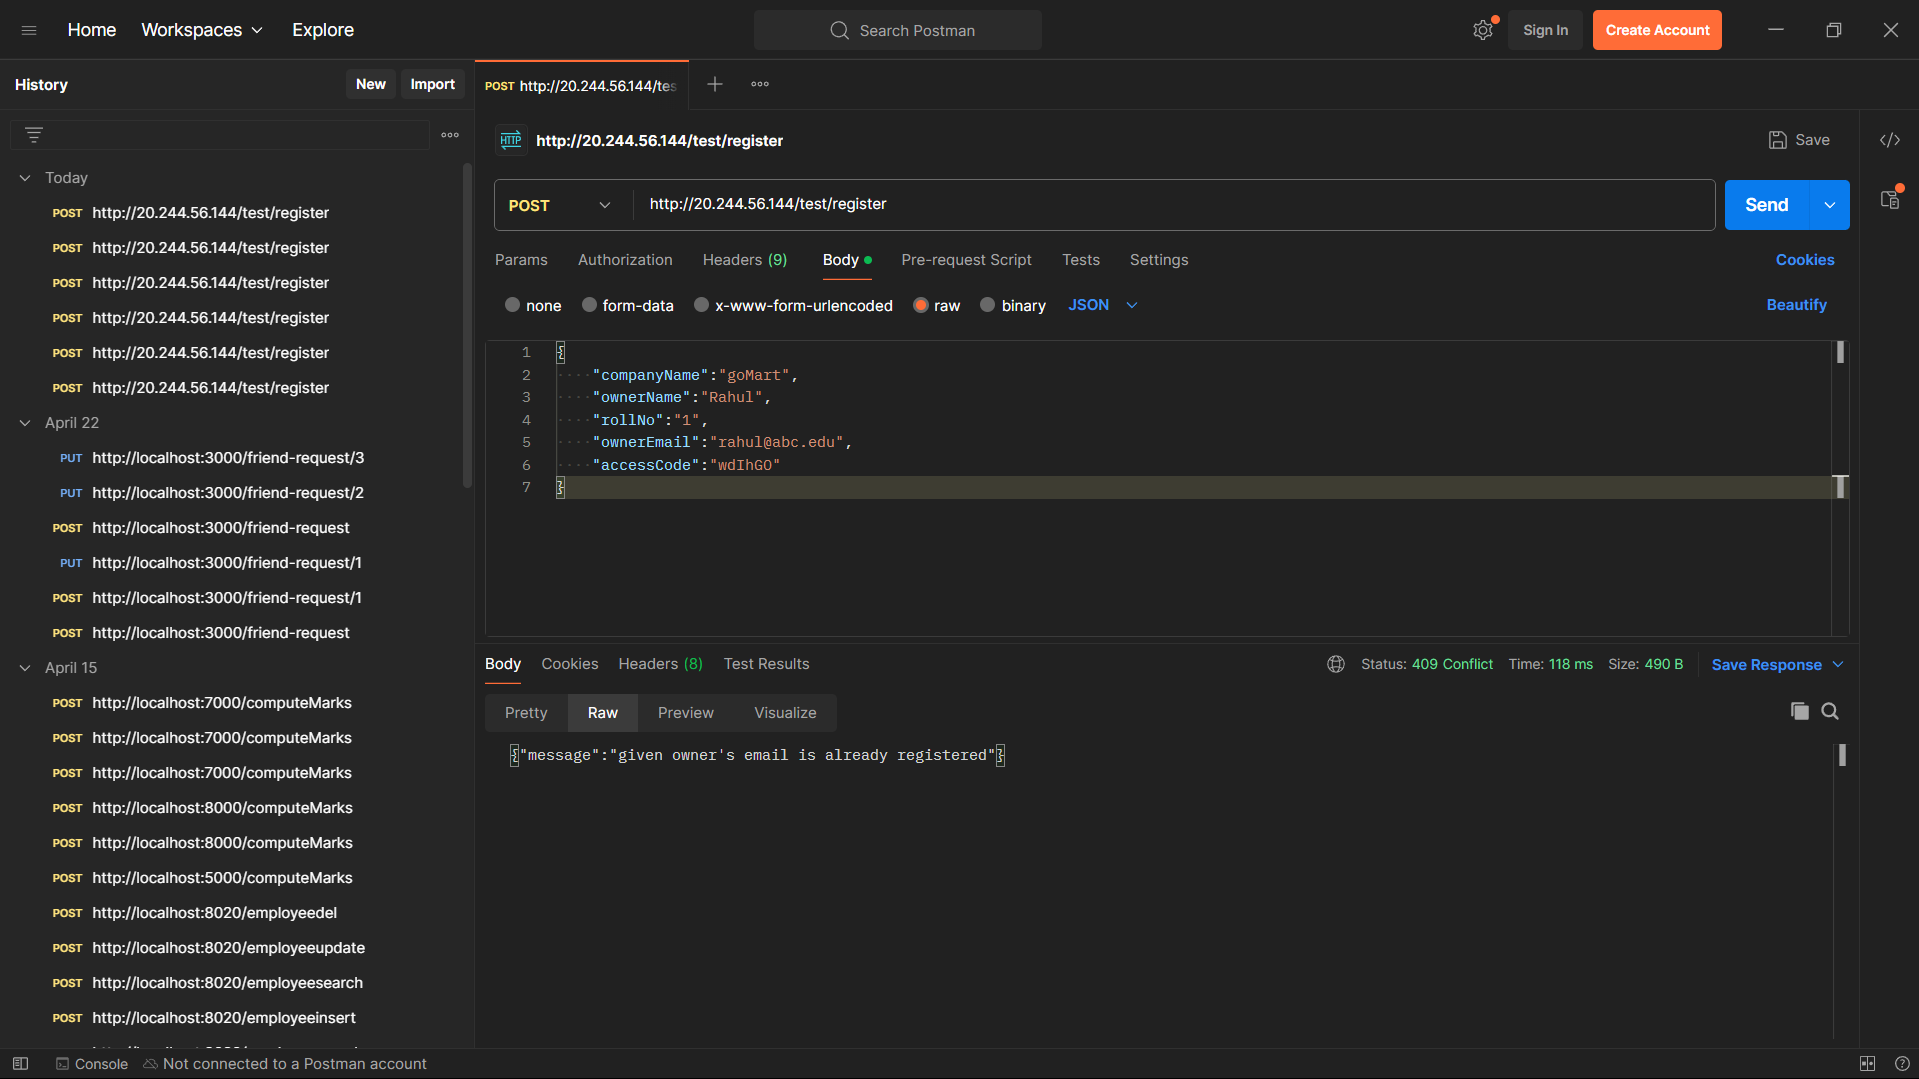 Home
Workspaces
Explore
Search Postman
Sign In
Create Account
History
New
Import
POST http://20.244.56.144/tes
HTTP
http://20.244.56.144/test/register
Save
Today
POST http://20.244.56.144/test/register
POST http://20.244.56.144/test/register
POST http://20.244.56.144/test/register
POST http://20.244.56.144/test/register
POST http://20.244.56.144/test/register
POST http://20.244.56.144/test/register
April 22
PUT http://localhost:3000/friend-request/3
PUT http://localhost:3000/friend-request/2
POST http://localhost:3000/friend-request
PUT http://localhost:3000/friend-request/1
POST http://localhost:3000/friend-request/1
POST http://localhost:3000/friend-request
April 15
POST http://localhost:7000/computeMarks
POST http://localhost:7000/computeMarks
POST http://localhost:7000/computeMarks
POST http://localhost:8000/computeMarks
POST http://localhost:8000/computeMarks
POST http://localhost:5000/computeMarks
POST http://localhost:8020/employeedel
POST http://localhost:8020/employeeupdate
POST http://localhost:8020/employeesearch
POST http://localhost:8020/employeeinsert
POST
http://20.244.56.144/test/register
Send
Params
Authorization
Headers (9)
Body
Pre-request Script
Tests
Settings
Cookies
none
form-data
x-www-form-urlencoded
raw
binary
JSON
Beautify
1 {
2 "companyName":"goMart",
3 "ownerName":"Rahul",
4 "rollNo":"1",
5 "ownerEmail":"rahul@abc.edu",
6 "accessCode":"wdIhGO"
7 }
Body
Cookies
Headers (8)
Test Results
Status: 409 Conflict
Time: 118 ms
Size: 490 B
Save Response
Pretty
Raw
Preview
Visualize
{"message":"given owner's email is already registered"}
Console
Not connected to a Postman account